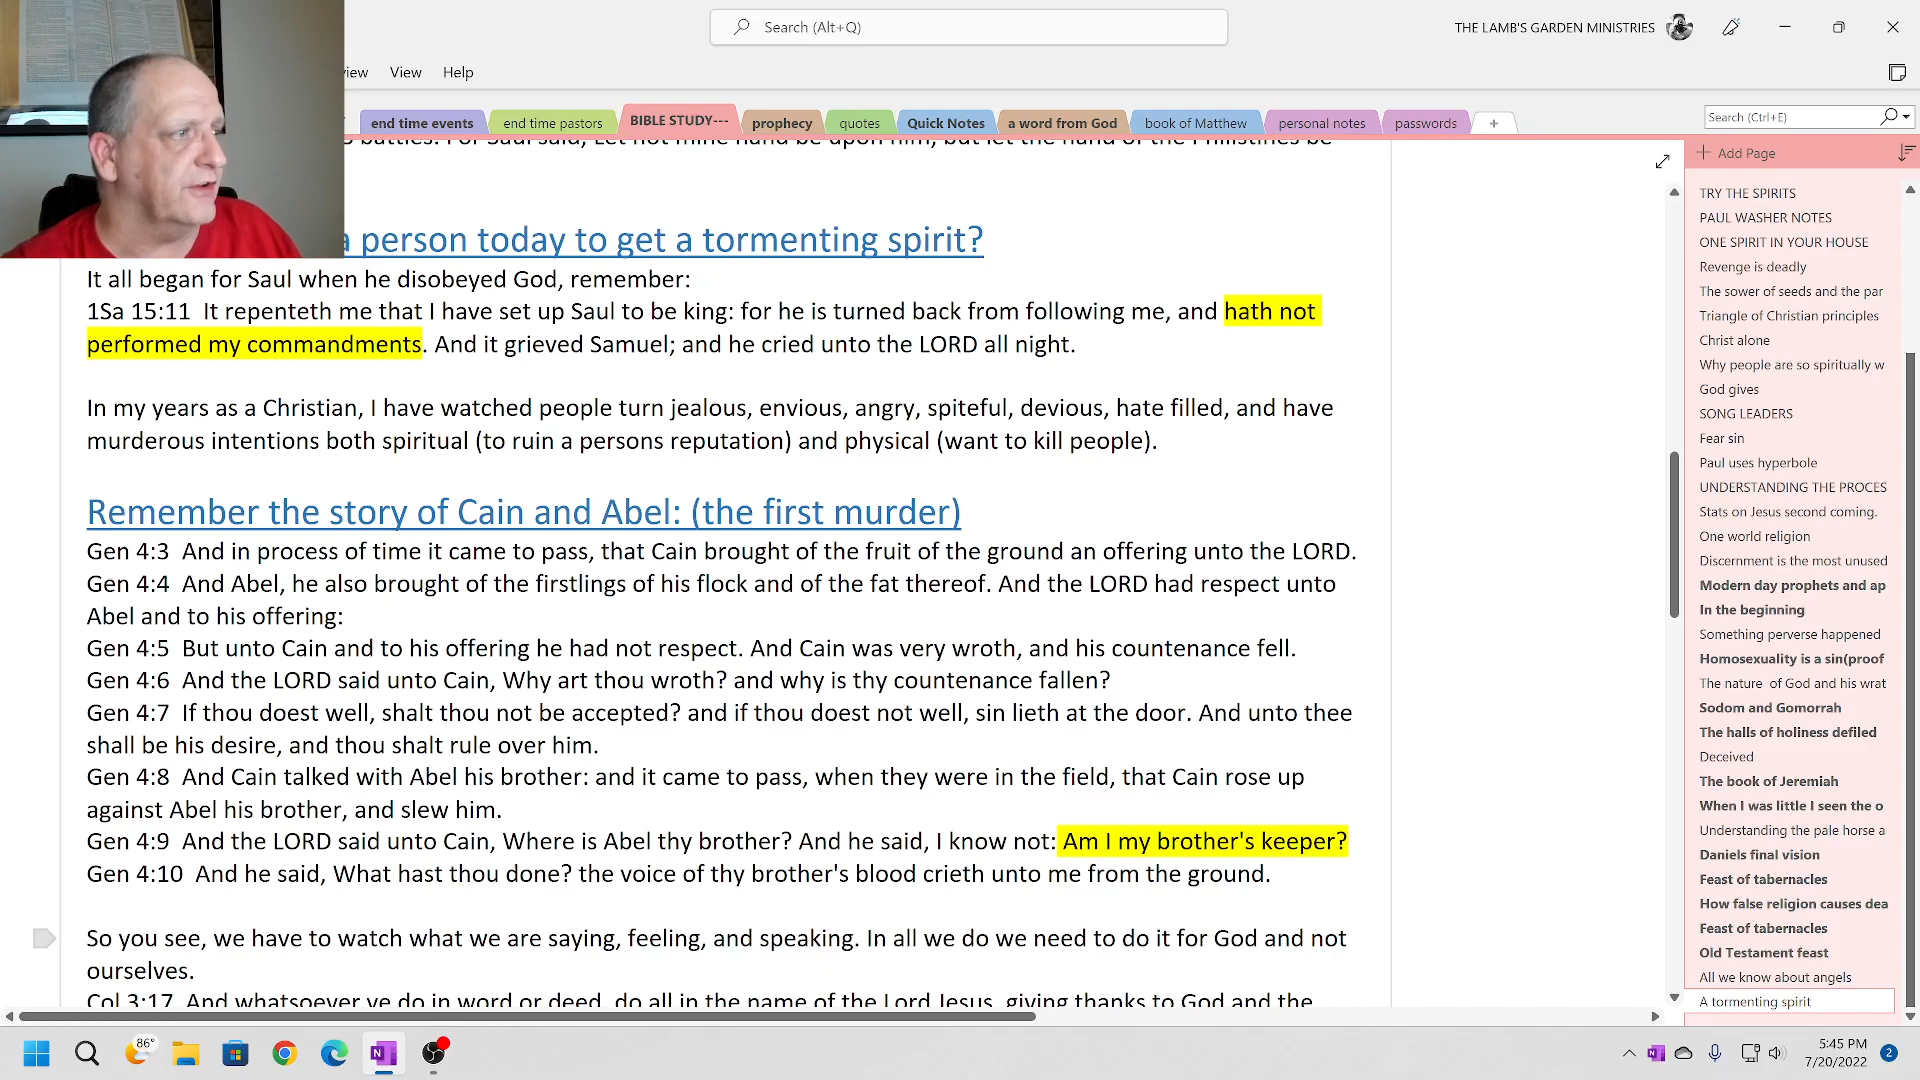 Search (Alt+Q)
THE LAMB'S GARDEN MINISTRIES
View
Help
end time events
end time pastors
BIBLE STUDY---
prophecy
quotes
Quick Notes
a word from God
book of Matthew
personal notes
passwords
Search (Ctrl+E)
Add Page
a person today to get a tormenting spirit?
It all began for Saul when he disobeyed God, remember:
1Sa 15:11 It repenteth me that I have set up Saul to be king: for he is turned back from following me, and hath not
performed my commandments. And it grieved Samuel; and he cried unto the LORD all night.
In my years as a Christian, I have watched people turn jealous, envious, angry, spiteful, devious, hate filled, and have
murderous intentions both spiritual (to ruin a persons reputation) and physical (want to kill people).
Remember the story of Cain and Abel: (the first murder)
Gen 4:3 And in process of time it came to pass, that Cain brought of the fruit of the ground an offering unto the LORD.
Gen 4:4 And Abel, he also brought of the firstlings of his flock and of the fat thereof. And the LORD had respect unto
Abel and to his offering:
Gen 4:5 But unto Cain and to his offering he had not respect. And Cain was very wroth, and his countenance fell.
Gen 4:6 And the LORD said unto Cain, Why art thou wroth? and why is thy countenance fallen?
Gen 4:7 If thou doest well, shalt thou not be accepted? and if thou doest not well, sin lieth at the door. And unto thee
shall be his desire, and thou shalt rule over him.
Gen 4:8 And Cain talked with Abel his brother: and it came to pass, when they were in the field, that Cain rose up
against Abel his brother, and slew him.
Gen 4:9 And the LORD said unto Cain, Where is Abel thy brother? And he said, I know not: Am I my brother's keeper?
Gen 4:10 And he said, What hast thou done? the voice of thy brother's blood crieth unto me from the ground.
So you see, we have to watch what we are saying, feeling, and speaking. In all we do we need to do it for God and not
ourselves.
Col 3:17 And whatsoever ye do in word or deed, do all in the name of the Lord Jesus, giving thanks to God and the
TRY THE SPIRITS
PAUL WASHER NOTES
ONE SPIRIT IN YOUR HOUSE
Revenge is deadly
The sower of seeds and the par
Triangle of Christian principles
Christ alone
Why people are so spiritually w
God gives
SONG LEADERS
Fear sin
Paul uses hyperbole
UNDERSTANDING THE PROCES
Stats on Jesus second coming.
One world religion
Discernment is the most unused
Modern day prophets and ap
In the beginning
Something perverse happened
Homosexuality is a sin(proof
The nature of God and his wrat
Sodom and Gomorrah
The halls of holiness defiled
Deceived
The book of Jeremiah
When I was little I seen the o
Understanding the pale horse a
Daniels final vision
Feast of tabernacles
How false religion causes dea
Feast of tabernacles
Old Testament feast
All we know about angels
A tormenting spirit
86°
5:45 PM
7/20/2022
2